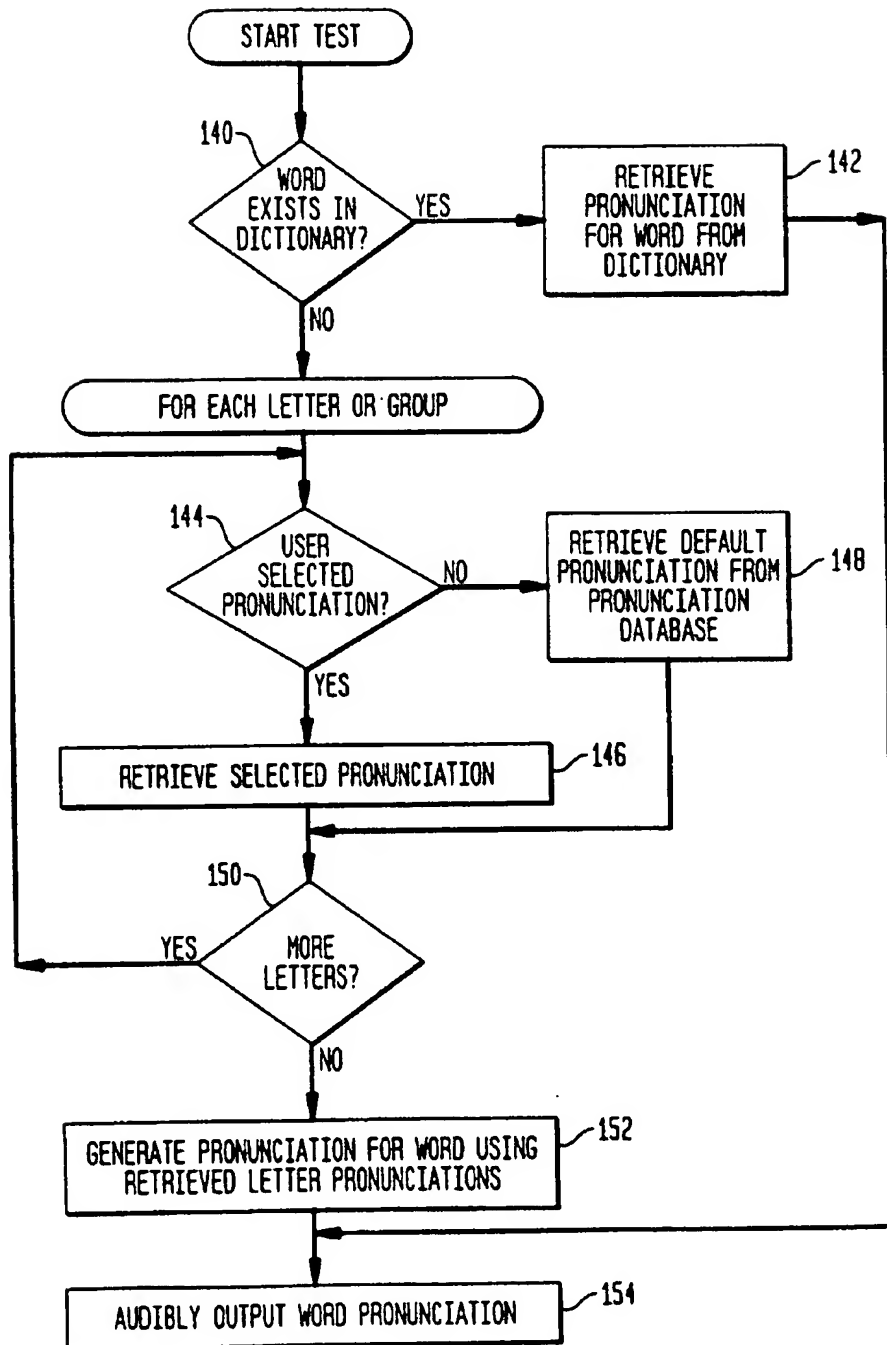 START TEST
140
WORD
EXISTS IN
DICTIONARY?
YES
NO
RETRIEVE
PRONUNCIATION
FOR WORD FROM
DICTIONARY
142
FOR EACH LETTER OR GROUP
144
USER
SELECTED
PRONUNCIATION?
NO
YES
RETRIEVE DEFAULT
PRONUNCIATION FROM
PRONUNCIATION
DATABASE
148
RETRIEVE SELECTED PRONUNCIATION
146
150
MORE
LETTERS?
YES
NO
GENERATE PRONUNCIATION FOR WORD USING
RETRIEVED LETTER PRONUNCIATIONS
152
AUDIBLY OUTPUT WORD PRONUNCIATION
154